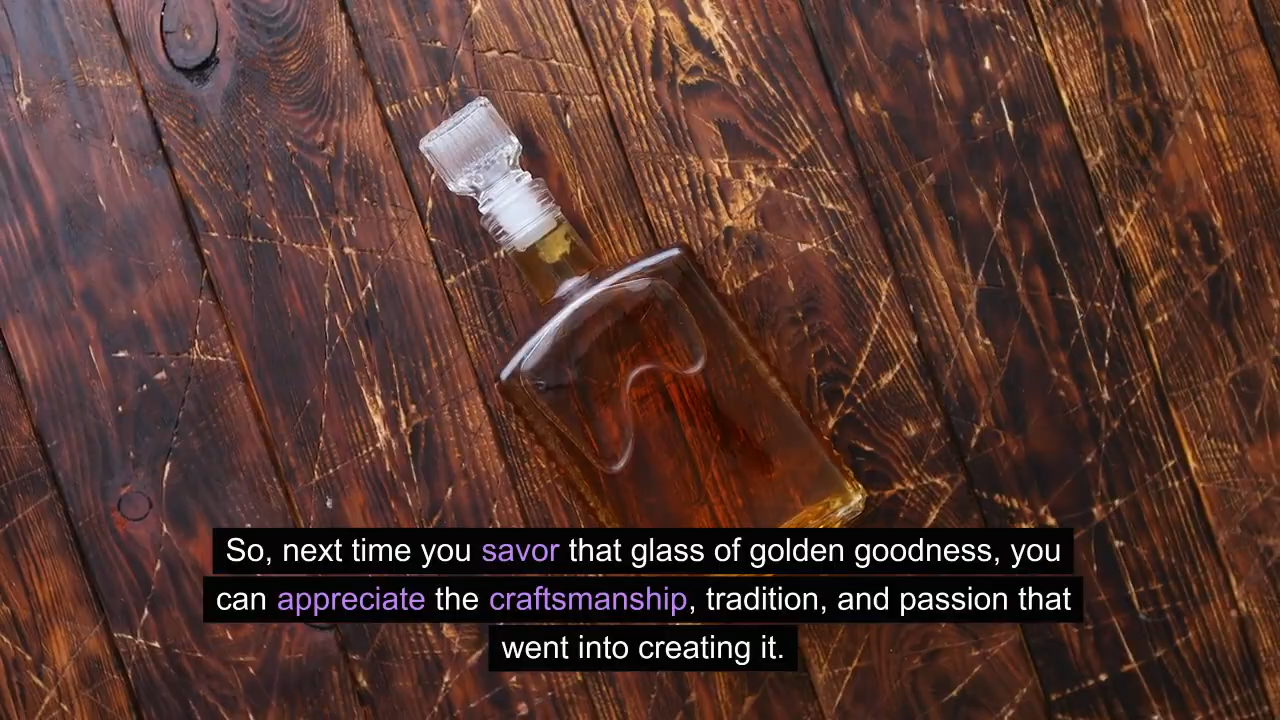 So, next time you savor that glass of golden goodness, you
can appreciate the craftsmanship, tradition, and passion that
went into creating it.